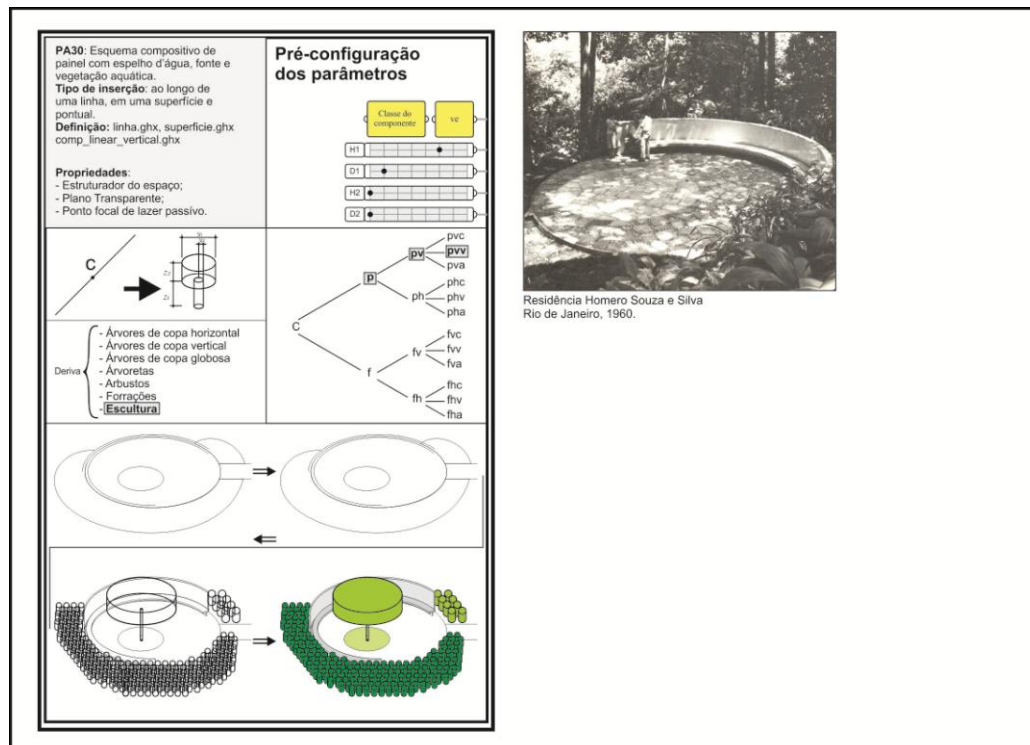 PA30: Esquema compositivo de
painel com espelho d'água, fonte e
vegetação aquática.
Tipo de inserção: ao longo de
uma linha, em uma superfície e
pontual.
Definição: linha.ghx, superfície.ghx
comp_linear_vertical.ghx
Propriedades:
- Estruturador do espaço;
- Plano Transparente;
- Ponto focal de lazer passivo.
Pré-configuração
dos parâmetros
Classe do
componente
ve
H1
D1
H2
D2
C
Deriva
- Árvores de copa horizontal
- Árvores de copa vertical
- Árvores de copa globosa
- Árvoretas
- Arbustos
- Forrações
- Escultura
C
p
f
pv
ph
fv
fh
pvc
pvv
pva
phc
phv
pha
fvc
fvv
fva
fhc
fhv
fha
Residência Homero Souza e Silva
Rio de Janeiro, 1960.